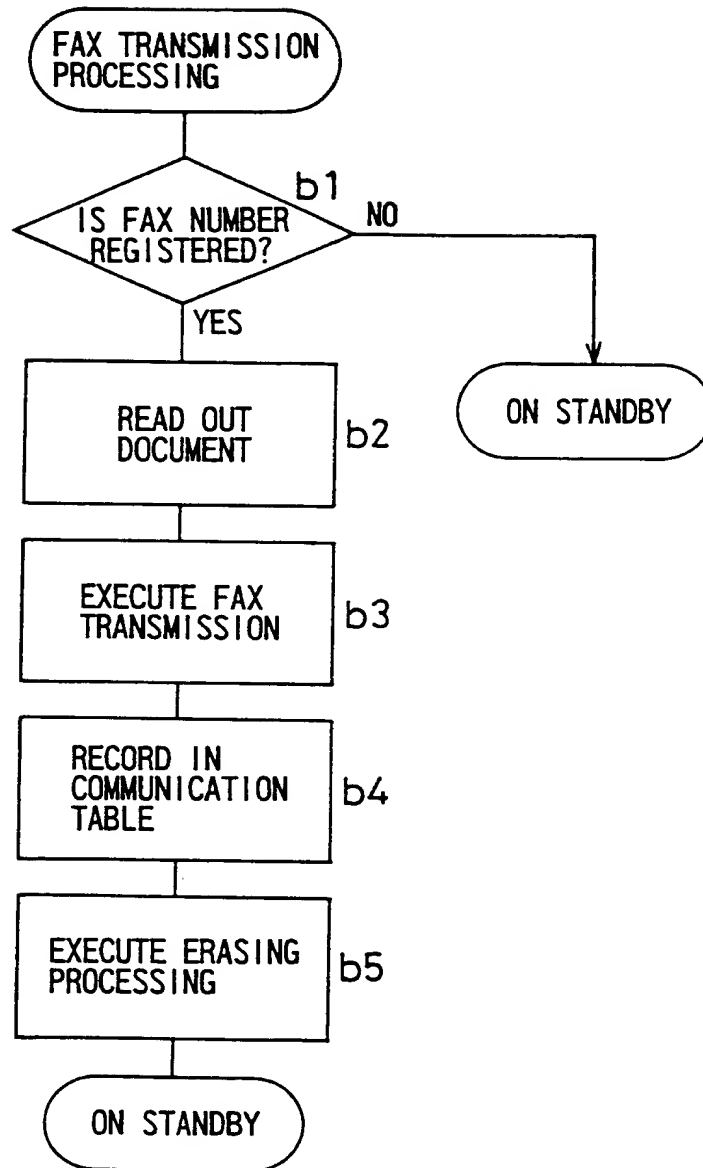 FAX TRANSMISSION
PROCESSING
b1
IS FAX NUMBER
REGISTERED?
NO
YES
READ OUT
DOCUMENT
b2
ON STANDBY
EXECUTE FAX
TRANSMISSION
b3
RECORD IN
COMMUNICATION
TABLE
b4
EXECUTE ERASING
PROCESSING
b5
ON STANDBY